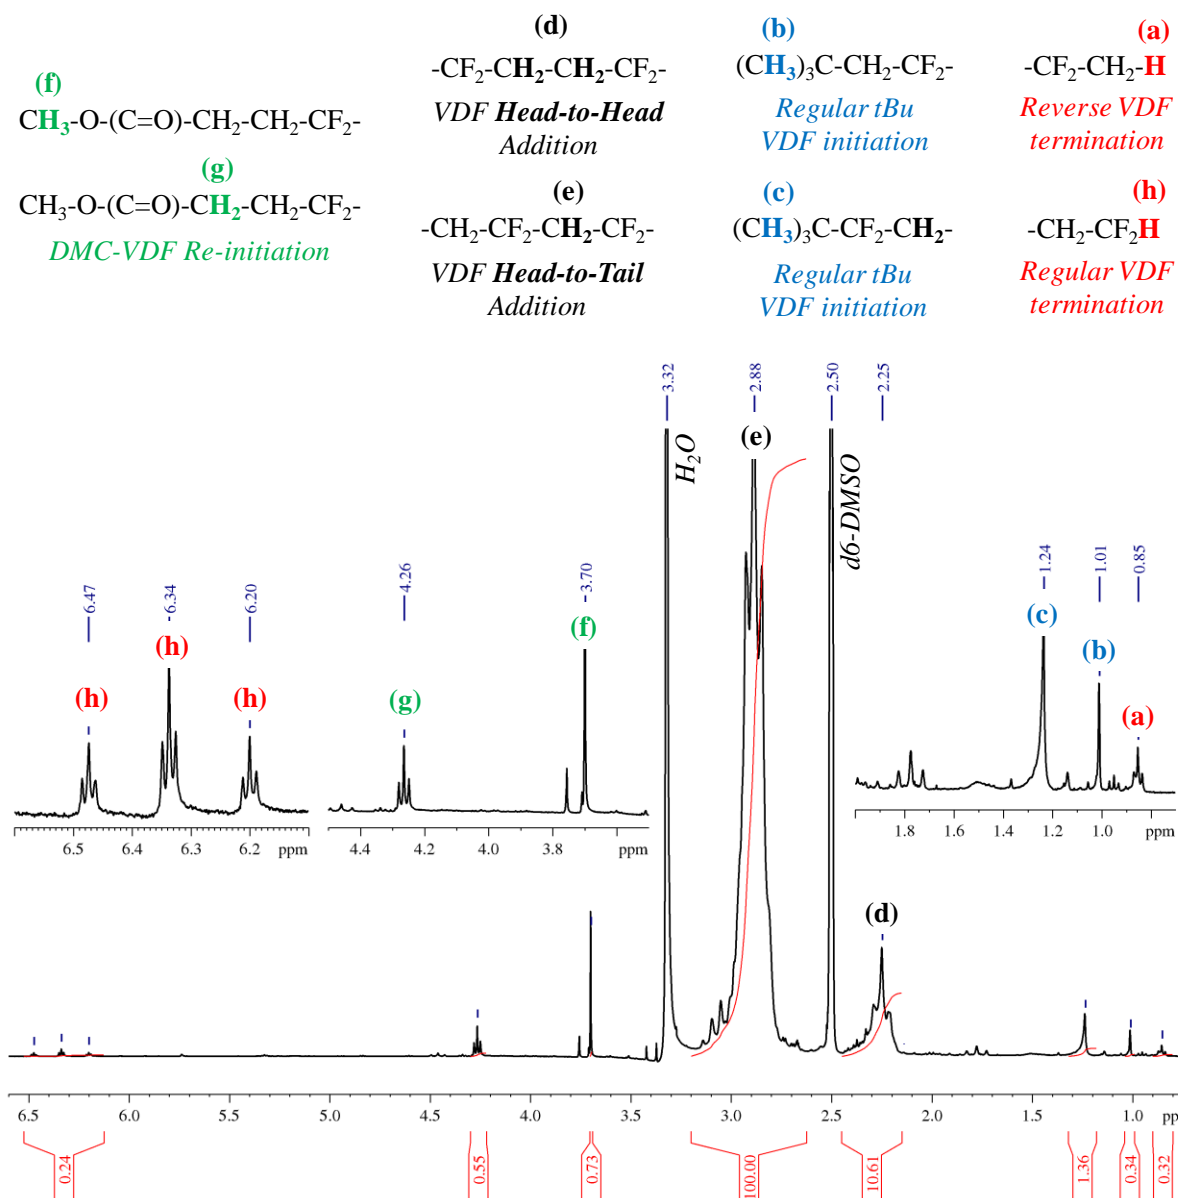 (f)
CH3-O-(C=O)-CH2-CH2-CF2-
(g)
CH3-O-(C=O)-CH2-CH2-CF2-
DMC-VDF Re-initiation
(d)
-CF2-CH2-CH2-CF2-
VDF Head-to-Head
Addition
(e)
-CH2-CF2-CH2-CF2-
VDF Head-to-Tail
Addition
(b)
(CH3)3C-CH2-CF2-
Regular tBu
VDF initiation
(c)
(CH3)3C-CF2-CH2-
Regular tBu
VDF initiation
(a)
-CF2-CH2-H
Reverse VDF
termination
(h)
-CH2-CF2H
Regular VDF
termination
3.32
2.88
2.50
2.25
H2O
(e)
d6-DMSO
6.47
6.34
6.20
(h)
(h)
(h)
6.5 6.4 6.3 6.2 ppm
4.26
3.70
(f)
(g)
4.4 4.2 4.0 3.8 ppm
1.24
1.01
0.85
(c)
(b)
(a)
1.8 1.6 1.4 1.2 1.0 ppm
(d)
6.5 6.0 5.5 5.0 4.5 4.0 3.5 3.0 2.5 2.0 1.5 1.0 pp
0.24
0.55
0.73
100.00
10.61
1.36
0.34
0.32